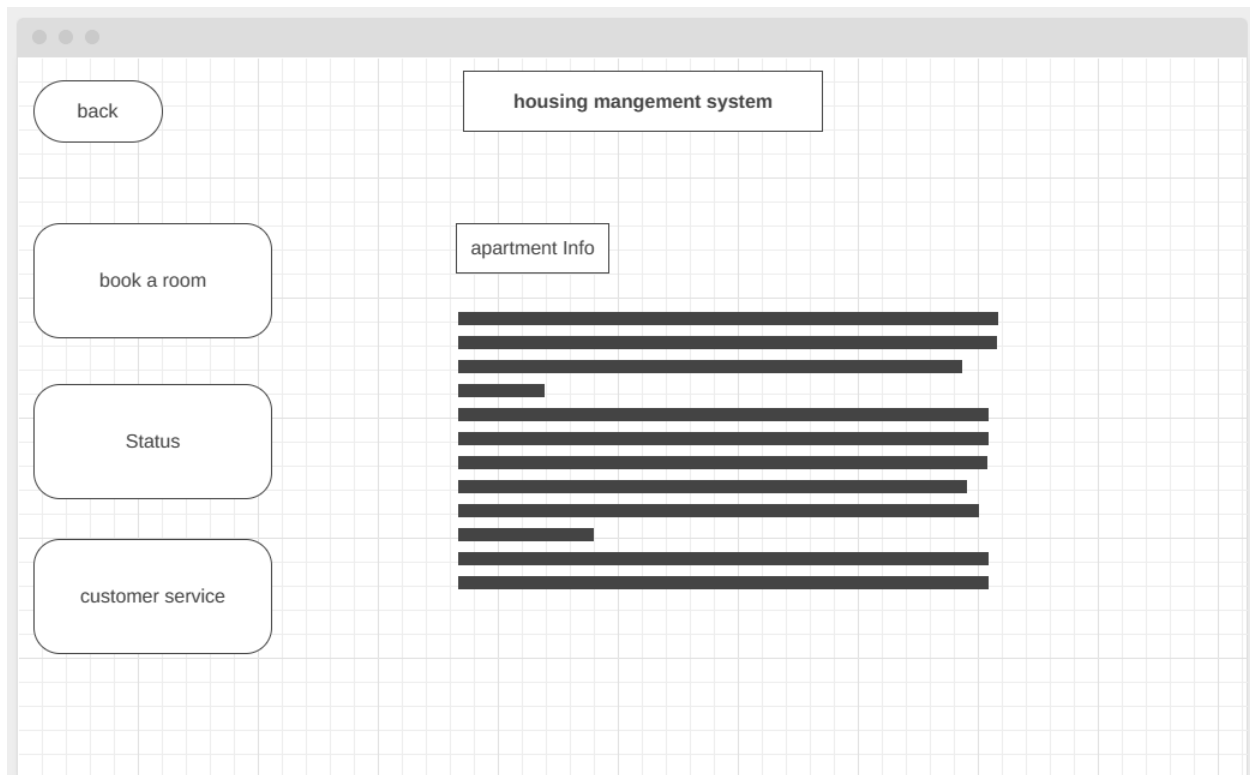 back
housing mangement system
book a room
apartment Info
Status
customer service